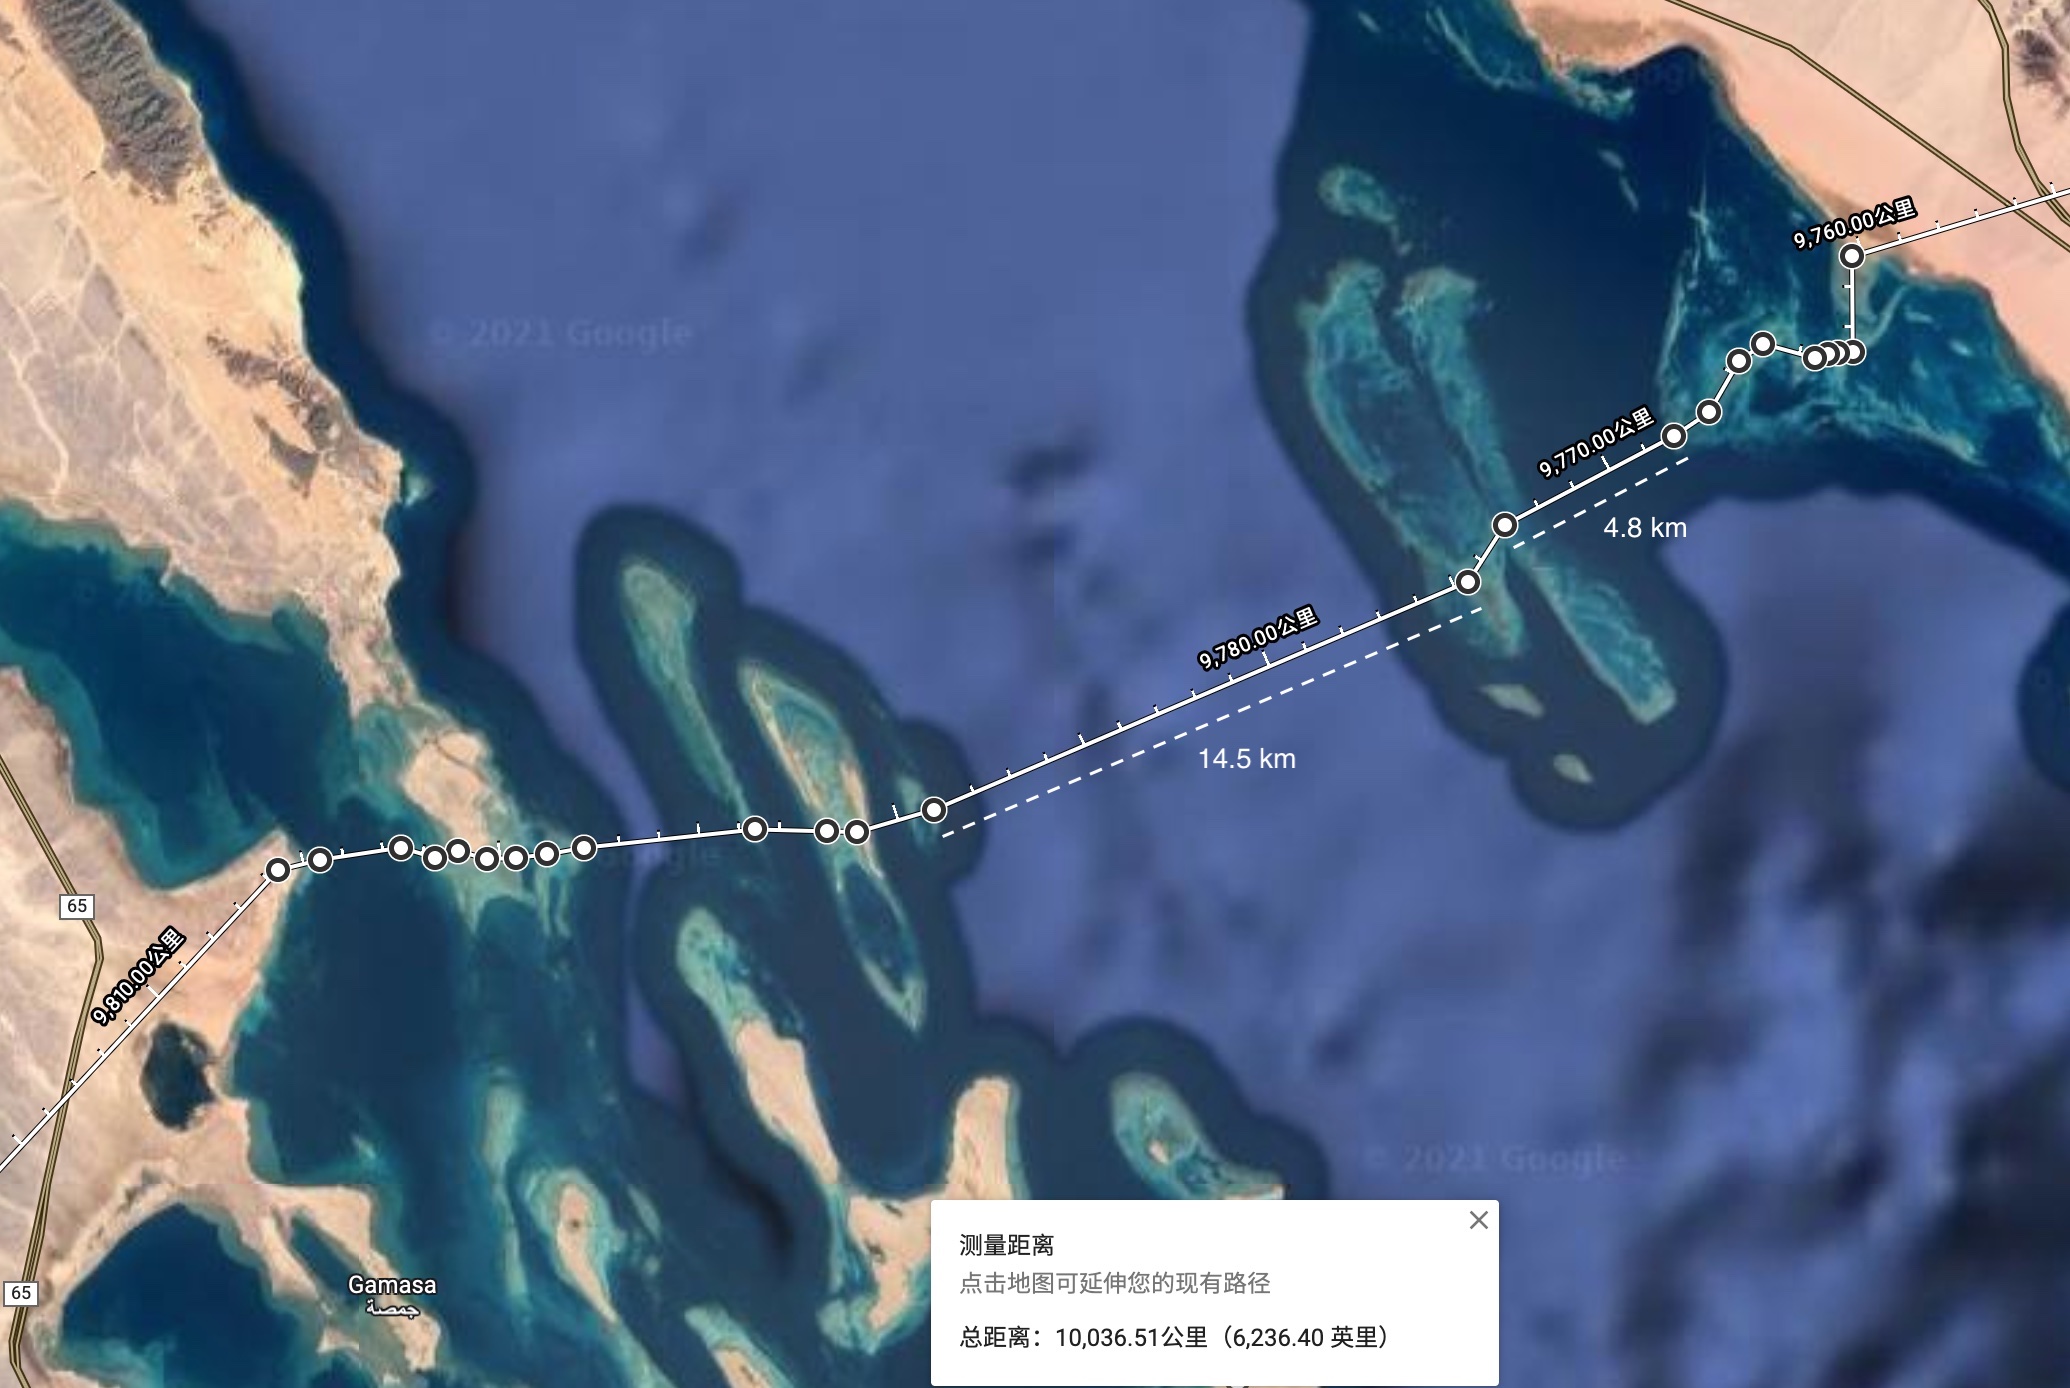 © 2021 Google
9,760.00公里
9,770.00公里
4.8 km
9,780.00公里
14.5 km
65
9,810.00公里
© 2021 Google
Gamasa
جمصة
65
测量距离
点击地图可延伸您的现有路径
总距离：10,036.51公里（6,236.40 英里）